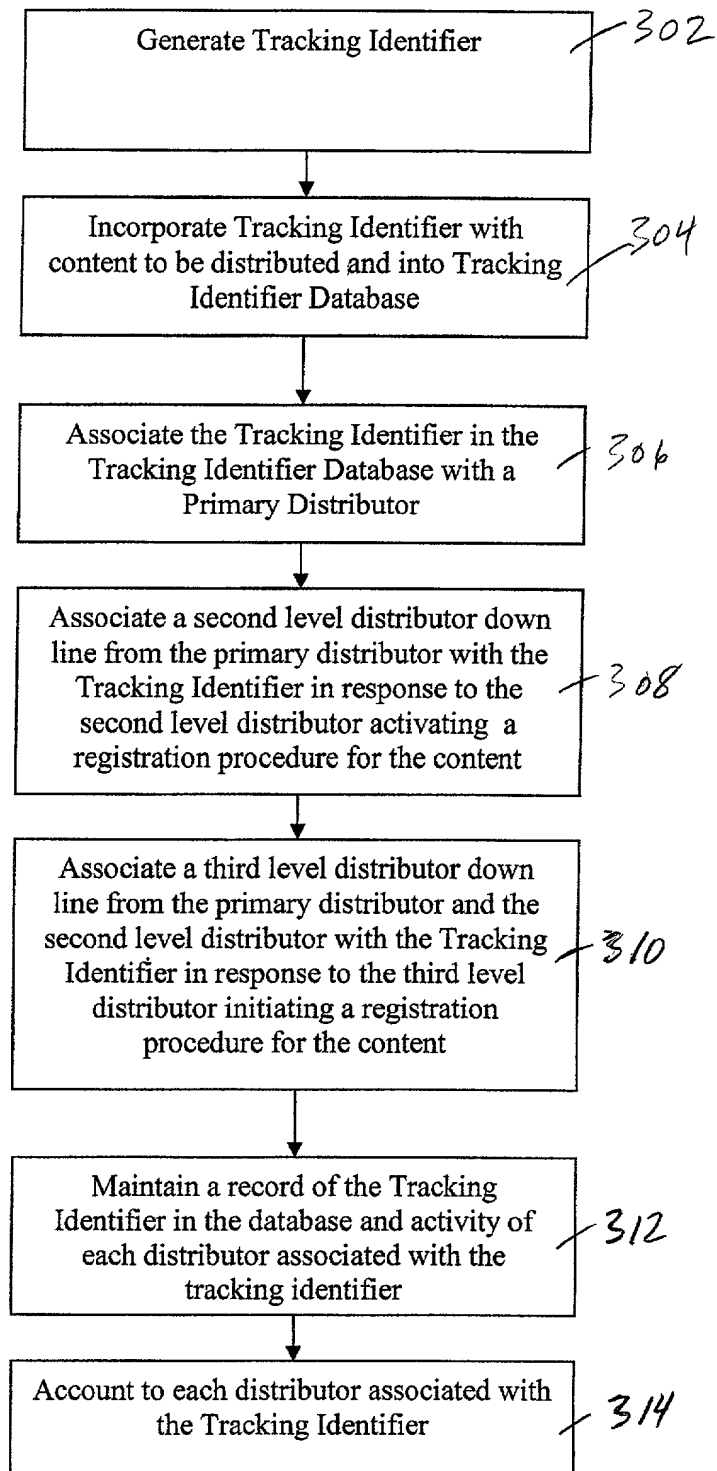 Generate Tracking Identifier
302
Incorporate Tracking Identifier with
content to be distributed and into Tracking
Identifier Database
304
Associate the Tracking Identifier in the
Tracking Identifier Database with a
Primary Distributor
306
Associate a second level distributor down
line from the primary distributor with the
Tracking Identifier in response to the
second level distributor activating a
registration procedure for the content
308
Associate a third level distributor down
line from the primary distributor and the
second level distributor with the Tracking
Identifier in response to the third level
distributor initiating a registration
procedure for the content
310
Maintain a record of the Tracking
Identifier in the database and activity of
each distributor associated with the
tracking identifier
312
Account to each distributor associated with
the Tracking Identifier
314